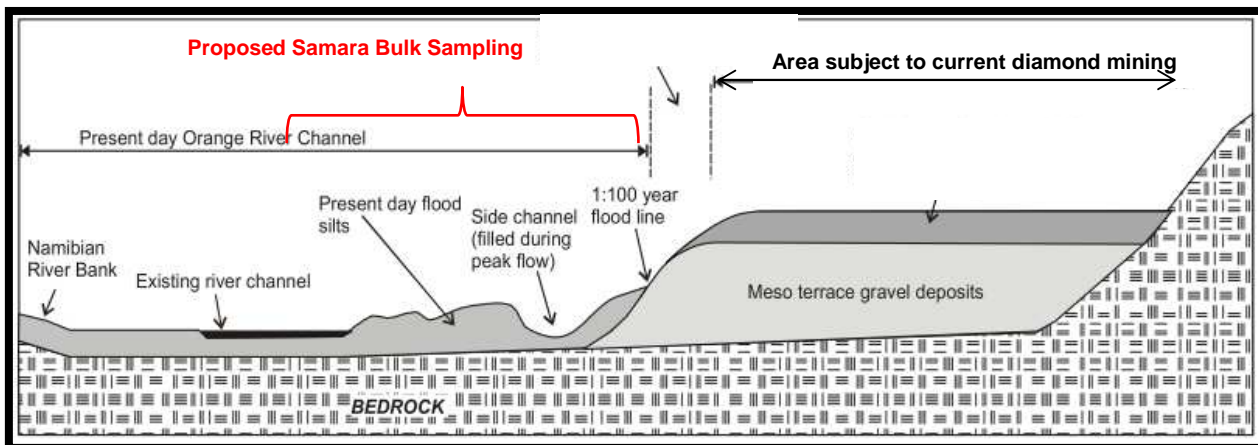 Proposed Samara Bulk Sampling
Area subject to current diamond mining
Present day Orange River Channel
Present day flood
silts
Side channel
(filled during
peak flow)
1:100 year
flood line
Namibian
River Bank
Existing river channel
Meso terrace gravel deposits
BEDROCK